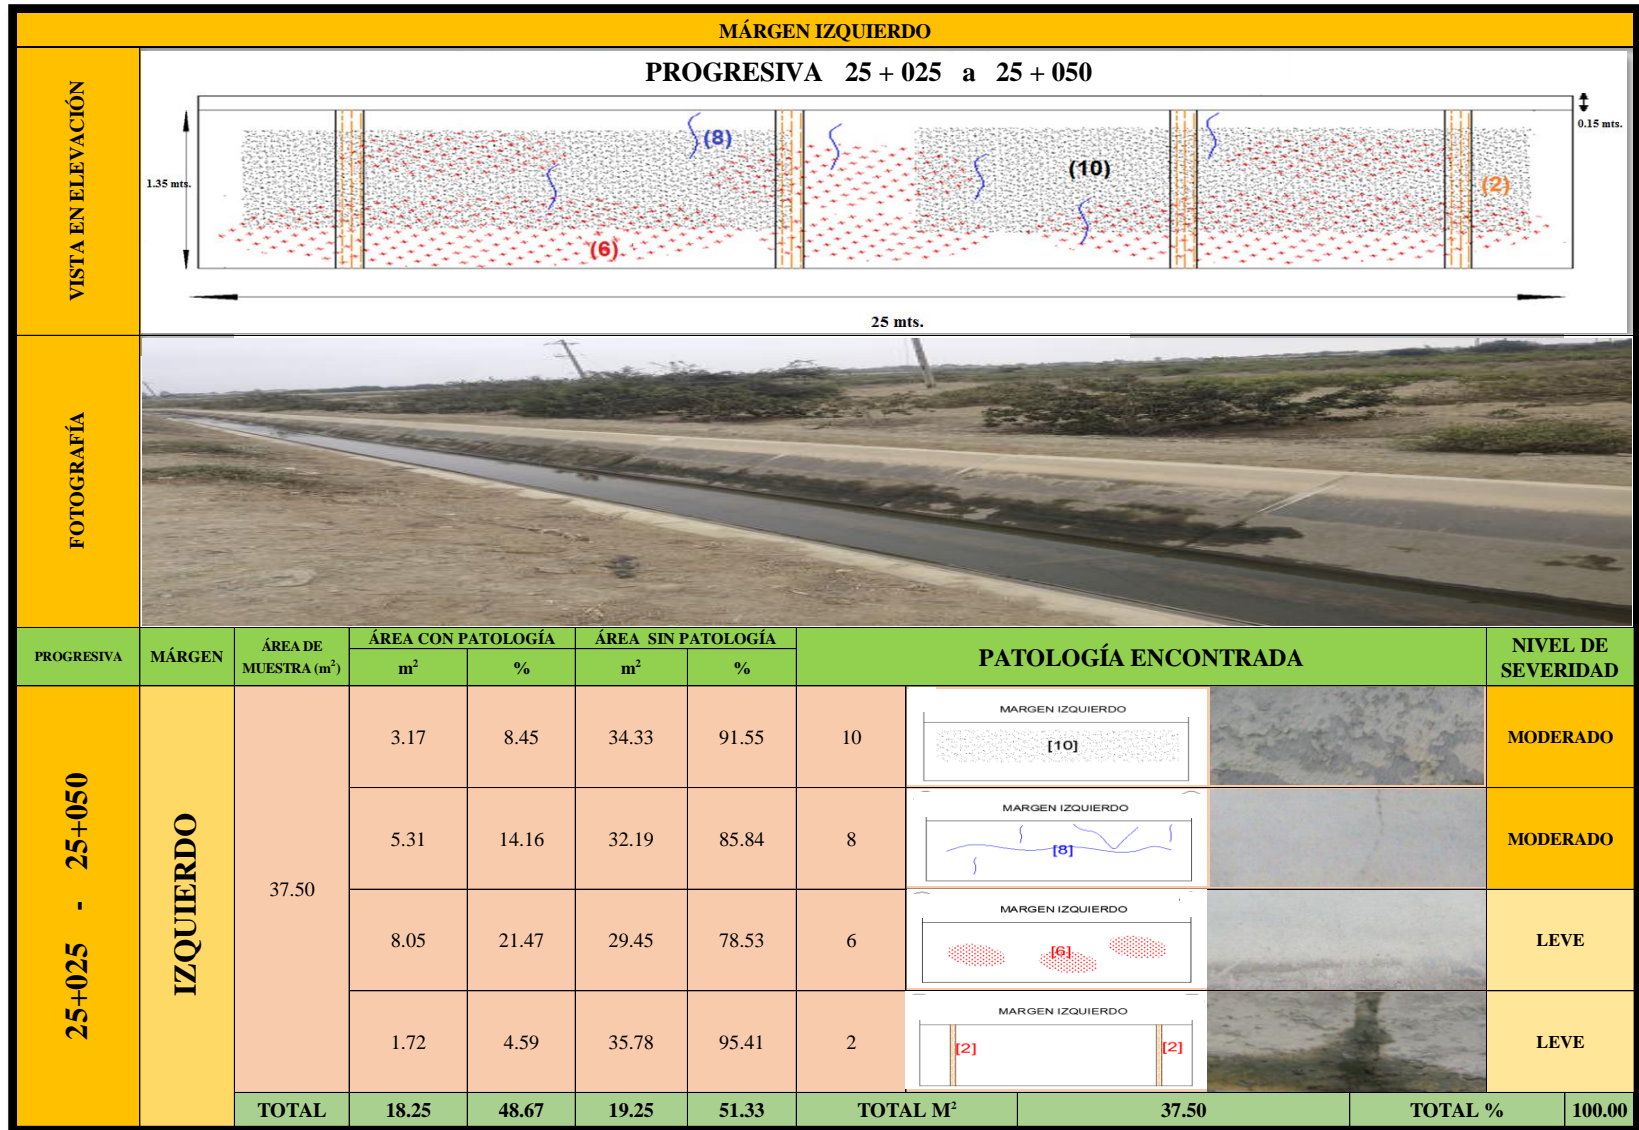 MÁRGEN IZQUIERDO
VISTA EN ELEVACIÓN
PROGRESIVA 25 + 025 a 25 + 050
0.15 mts.
1.35 mts.
(8)
(10)
(2)
(6)
25 mts.
FOTOGRAFÍA
PROGRESIVA
MÁRGEN
ÁREA DE MUESTRA (m²)
ÁREA CON PATOLOGÍA
ÁREA SIN PATOLOGÍA
m² % m² %
PATOLOGÍA ENCONTRADA
NIVEL DE SEVERIDAD
25+025 - 25+050
IZQUIERDO
37.50
3.17 8.45 34.33 91.55 10
MARGEN IZQUIERDO
[10]
MODERADO
5.31 14.16 32.19 85.84 8
MARGEN IZQUIERDO
[8]
MODERADO
8.05 21.47 29.45 78.53 6
MARGEN IZQUIERDO
[6]
LEVE
1.72 4.59 35.78 95.41 2
MARGEN IZQUIERDO
[2] [2]
LEVE
TOTAL 18.25 48.67 19.25 51.33 TOTAL M² 37.50 TOTAL % 100.00